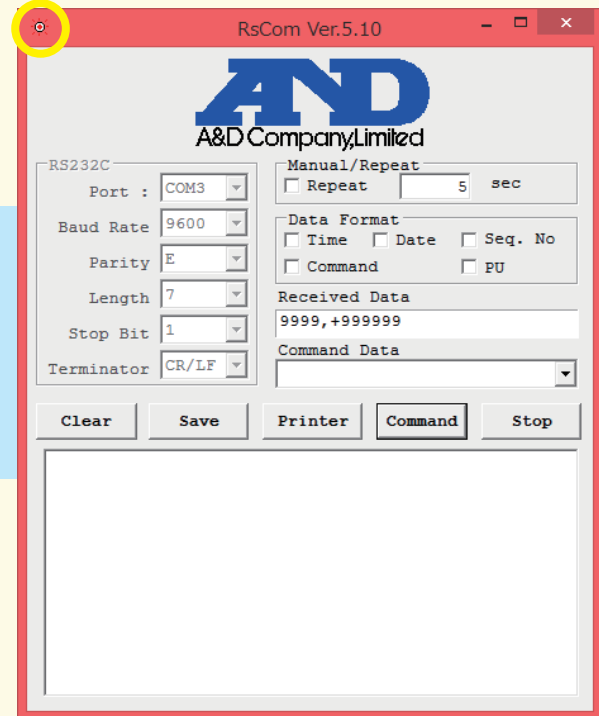 RsCom Ver.5.10
AND
A&D Company,Limited
RS232C
Port : COM3
Baud Rate 9600
Parity E
Length 7
Stop Bit 1
Terminator CR/LF
Manual/Repeat
Repeat 5 sec
Data Format
Time Date Seq. No
Command PU
Received Data
9999,+999999
Command Data
Clear Save Printer Command Stop